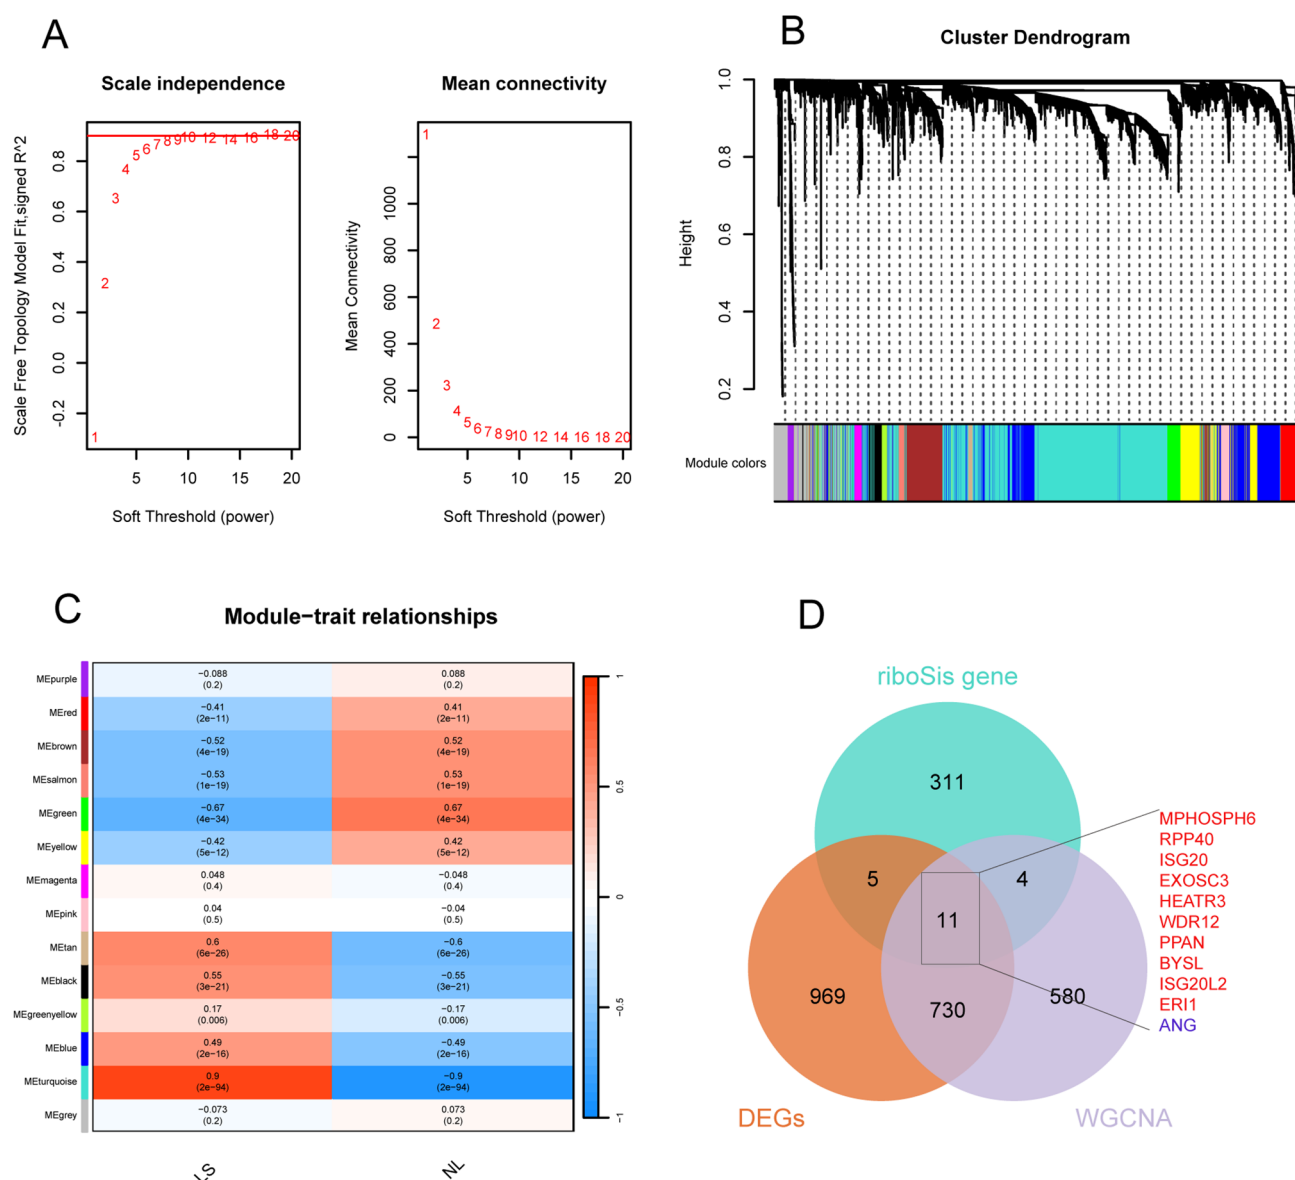 A
Scale independence
Scale Free Topology Model Fit,signed R^2
0.8
0.6
0.4
0.2
0.0
-0.2
1
2
3
4
5
6
7
8
9
10
12
14
16
18
20
5 10 15 20
Soft Threshold (power)
Mean connectivity
Mean Connectivity
1000
800
600
400
200
0
1
2
3
4
5
6
7
8
9
10
12
14
16
18
20
5 10 15 20
Soft Threshold (power)
B
Cluster Dendrogram
Height
1.0
0.8
0.6
0.4
0.2
Module colors
C
Module−trait relationships
MEpurple −0.088 0.088
(0.2) (0.2)
MEred −0.41 0.41
(2e−11) (2e−11)
MEbrown −0.52 0.52
(4e−19) (4e−19)
MEsalmon −0.53 0.53
(1e−19) (1e−19)
MEgreen −0.67 0.67
(4e−34) (4e−34)
MEyellow −0.42 0.42
(5e−12) (5e−12)
MEmagenta 0.048 −0.048
(0.4) (0.4)
MEpink 0.04 −0.04
(0.5) (0.5)
MEtan 0.6 −0.6
(6e−26) (6e−26)
MEblack 0.55 −0.55
(3e−21) (3e−21)
MEgreenyellow 0.17 −0.17
(0.006) (0.006)
MEblue 0.49 −0.49
(2e−16) (2e−16)
MEturquoise 0.9 −0.9
(2e−94) (2e−94)
MEgrey −0.073 0.073
(0.2) (0.2)
LS NL
1
0.5
0
−0.5
−1
D
riboSis gene
311
5
4
11
969
730
580
DEGs
WGCNA
MPHOSPH6
RPP40
ISG20
EXOSC3
HEATR3
WDR12
PPAN
BYSL
ISG20L2
ERI1
ANG